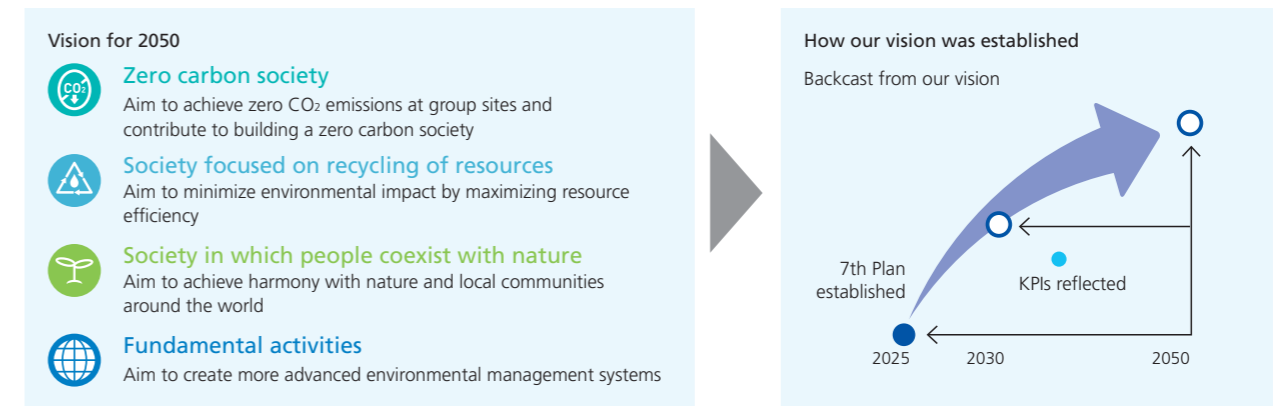 Vision for 2050
CO2
Zero carbon society
Aim to achieve zero CO2 emissions at group sites and
contribute to building a zero carbon society
Society focused on recycling of resources
Aim to minimize environmental impact by maximizing resource
efficiency
Society in which people coexist with nature
Aim to achieve harmony with nature and local communities
around the world
Fundamental activities
Aim to create more advanced environmental management systems
How our vision was established
Backcast from our vision
7th Plan
established
KPIs reflected
2025
2030
2050